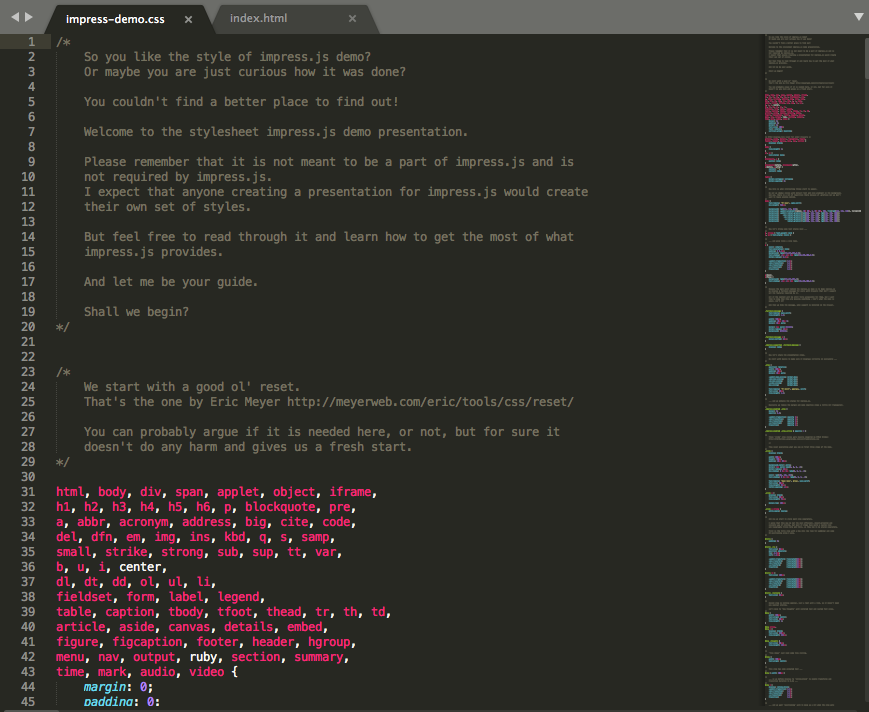 impress-demo.css × index.html ×
1 /*
2 So you like the style of impress.js demo?
3 Or maybe you are just curious how it was done?
4
5 You couldn't find a better place to find out!
6
7 Welcome to the stylesheet impress.js demo presentation.
8
9 Please remember that it is not meant to be a part of impress.js and is
10 not required by impress.js.
11 I expect that anyone creating a presentation for impress.js would create
12 their own set of styles.
13
14 But feel free to read through it and learn how to get the most of what
15 impress.js provides.
16
17 And let me be your guide.
18
19 Shall we begin?
20 */
21
22
23 /*
24 We start with a good ol' reset.
25 That's the one by Eric Meyer http://meyerweb.com/eric/tools/css/reset/
26
27 You can probably argue if it is needed here, or not, but for sure it
28 doesn't do any harm and gives us a fresh start.
29 */
30
31 html, body, div, span, applet, object, iframe,
32 h1, h2, h3, h4, h5, h6, p, blockquote, pre,
33 a, abbr, acronym, address, big, cite, code,
34 del, dfn, em, img, ins, kbd, q, s, samp,
35 small, strike, strong, sub, sup, tt, var,
36 b, u, i, center,
37 dl, dt, dd, ol, ul, li,
38 fieldset, form, label, legend,
39 table, caption, tbody, tfoot, thead, tr, th, td,
40 article, aside, canvas, details, embed,
41 figure, figcaption, footer, header, hgroup,
42 menu, nav, output, ruby, section, summary,
43 time, mark, audio, video {
44 margin: 0;
45 padding: 0;